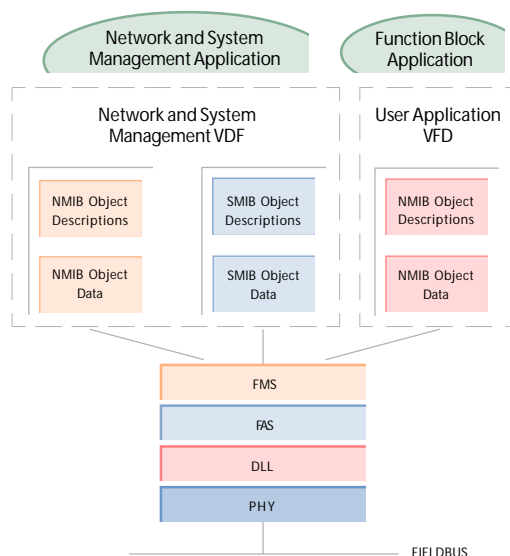 Network and System
Management Application
Function Block
Application
Network and System
Management VDF
User Application
VFD
NMIB Object
Descriptions
SMIB Object
Descriptions
NMIB Object
Descriptions
NMIB Object
Data
SMIB Object
Data
NMIB Object
Data
FMS
FAS
DLL
PHY
FIELDBUS